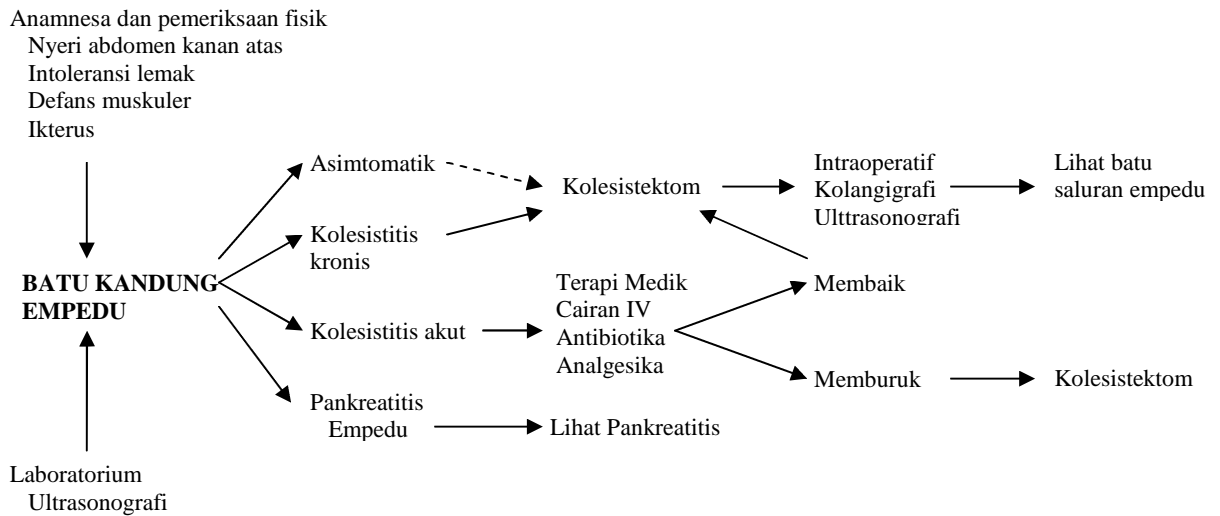 Anamnesa dan pemeriksaan fisik
Nyeri abdomen kanan atas
Intoleransi lemak
Defans muskuler
Ikterus
Asimtomatik
Kolesistektom
Intraoperatif
Kolangigrafi
Ulttrasonografi
Lihat batu
saluran empedu
Kolesistitis
kronis
BATU KANDUNG
EMPEDU
Terapi Medik
Cairan IV
Antibiotika
Analgesika
Membaik
Kolesistitis akut
Memburuk
Kolesistektom
Pankreatitis
Empedu
Lihat Pankreatitis
Laboratorium
Ultrasonografi